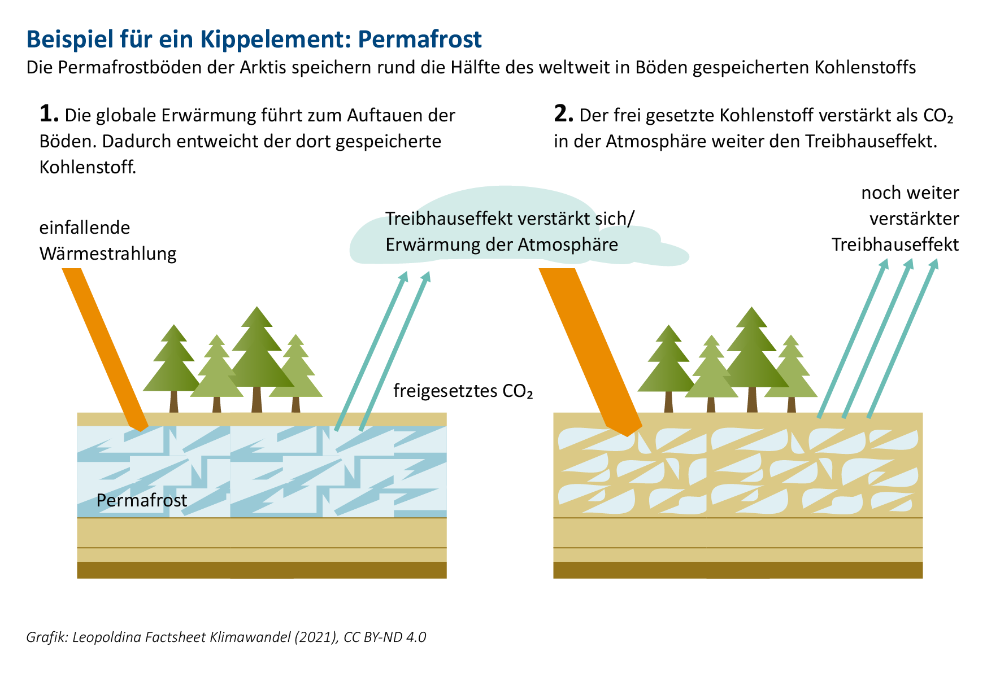 Beispiel für ein Kippelement: Permafrost
Die Permafrostböden der Arktis speichern rund die Hälfte des weltweit in Böden gespeicherten Kohlenstoffs
1. Die globale Erwärmung führt zum Auftauen der
Böden. Dadurch entweicht der dort gespeicherte
Kohlenstoff.
2. Der frei gesetzte Kohlenstoff verstärkt als CO₂
in der Atmosphäre weiter den Treibhauseffekt.
einfallende
Wärmestrahlung
Treibhauseffekt verstärkt sich/
Erwärmung der Atmosphäre
noch weiter
verstärkter
Treibhauseffekt
freigesetztes CO₂
Permafrost
Grafik: Leopoldina Factsheet Klimawandel (2021), CC BY-ND 4.0